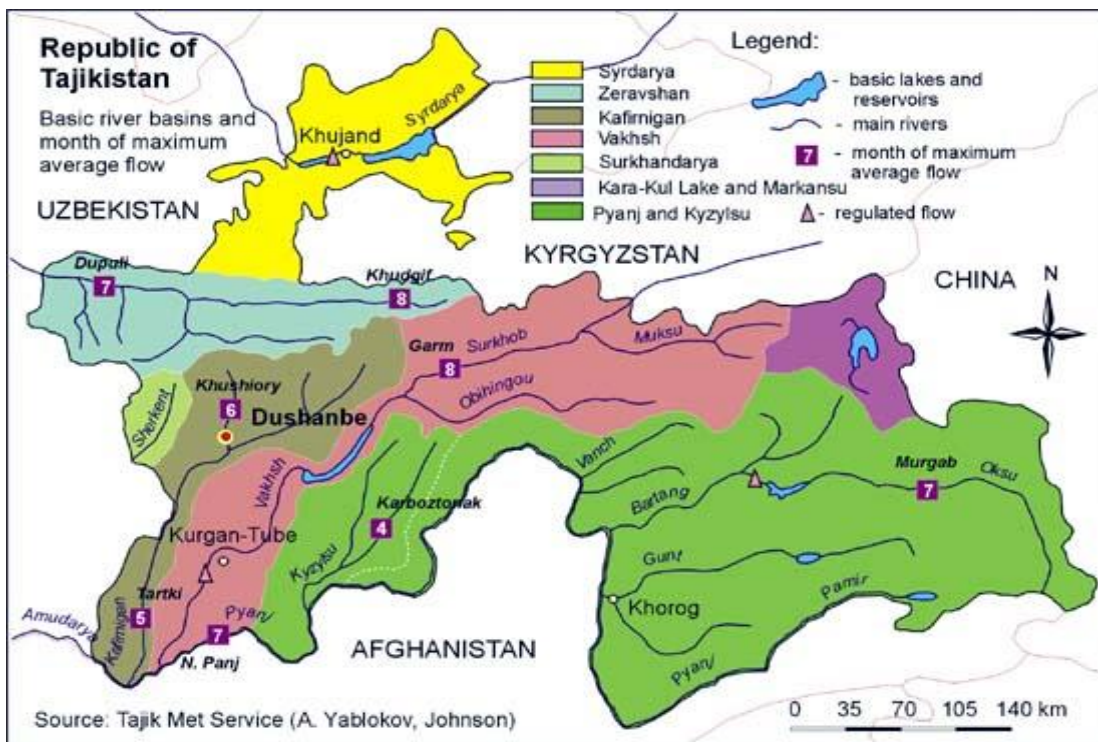 Republic of
Tajikistan
Basic river basins and
month of maximum
average flow
Legend:
Syrdarya
Zeravshan
Kafirnigan
Vakhsh
Surkhandarya
Kara-Kul Lake and Markansu
Pyanj and Kyzylsu
- basic lakes and
reservoirs
- main rivers
7
- month of maximum
average flow
- regulated flow
Khujand
Syrdarya
UZBEKISTAN
KYRGYZSTAN
CHINA
N
Dupuli
7
Khudgif
8
Garm
8
Surkhob
Muksu
Obihingou
Khushiory
6
Dushanbe
Sherkent
Vakhsh
Vanch
Bartang
Murgab
7
Oksu
Karboztonak
4
Kurgan-Tube
Kyzylsu
Gunt
Pamir
Khorog
Tartki
5
Kafirnigan
Amudarya
Pyanj
7
N. Panj
AFGHANISTAN
Pyanj
Source: Tajik Met Service (A. Yablokov, Johnson)
0 35 70 105 140 km